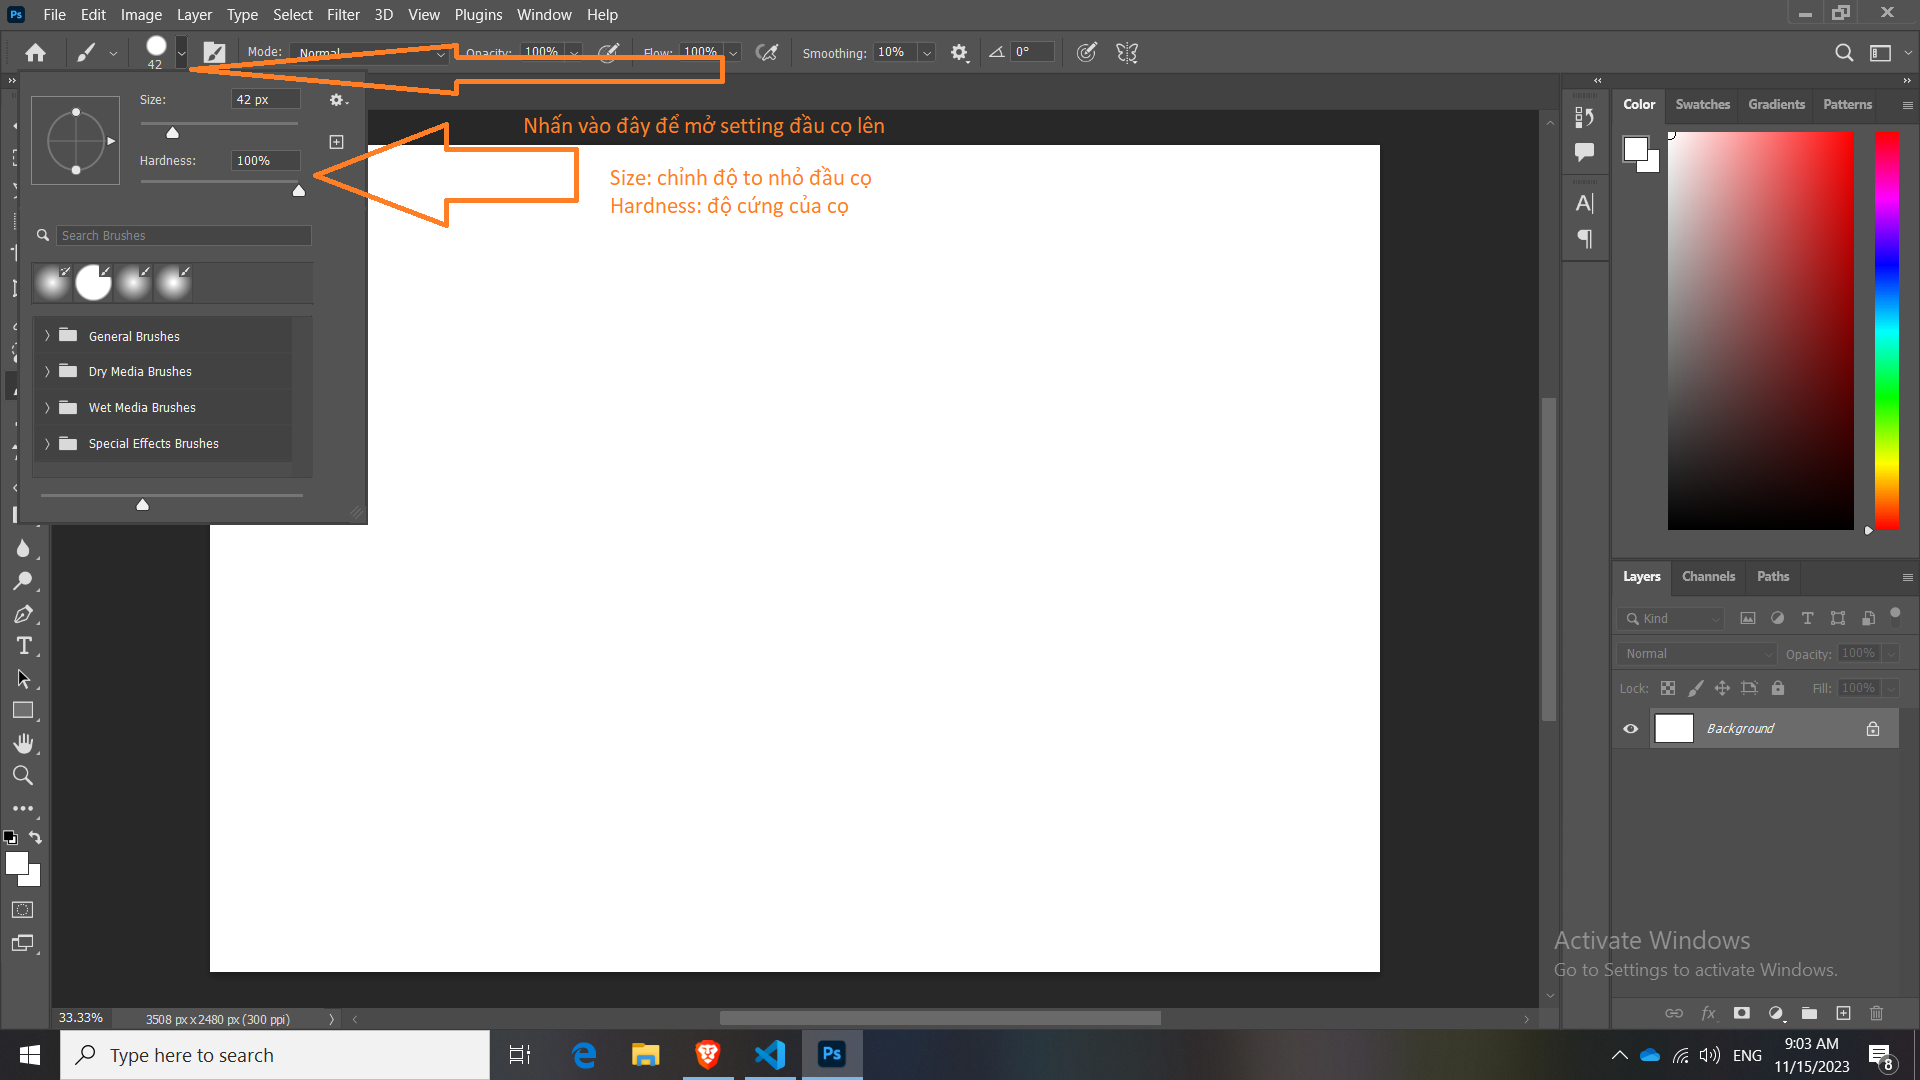 Ps File Edit Image Layer Type Select Filter 3D View Plugins Window Help
42 Mode: Normal Opacity: 100% Flow: 100% Smoothing: 10% 0°
Size: 42 px
Hardness: 100%
Search Brushes
General Brushes
Dry Media Brushes
Wet Media Brushes
Special Effects Brushes
Nhấn vào đây để mở setting đầu cọ lên
Size: chỉnh độ to nhỏ đầu cọ
Hardness: độ cứng của cọ
Color Swatches Gradients Patterns
Layers Channels Paths
Kind
Normal Opacity: 100%
Lock: Fill: 100%
Background
Activate Windows
Go to Settings to activate Windows.
33.33% 3508 px x 2480 px (300 ppi)
Type here to search
Ps
ENG
9:03 AM
11/15/2023
8